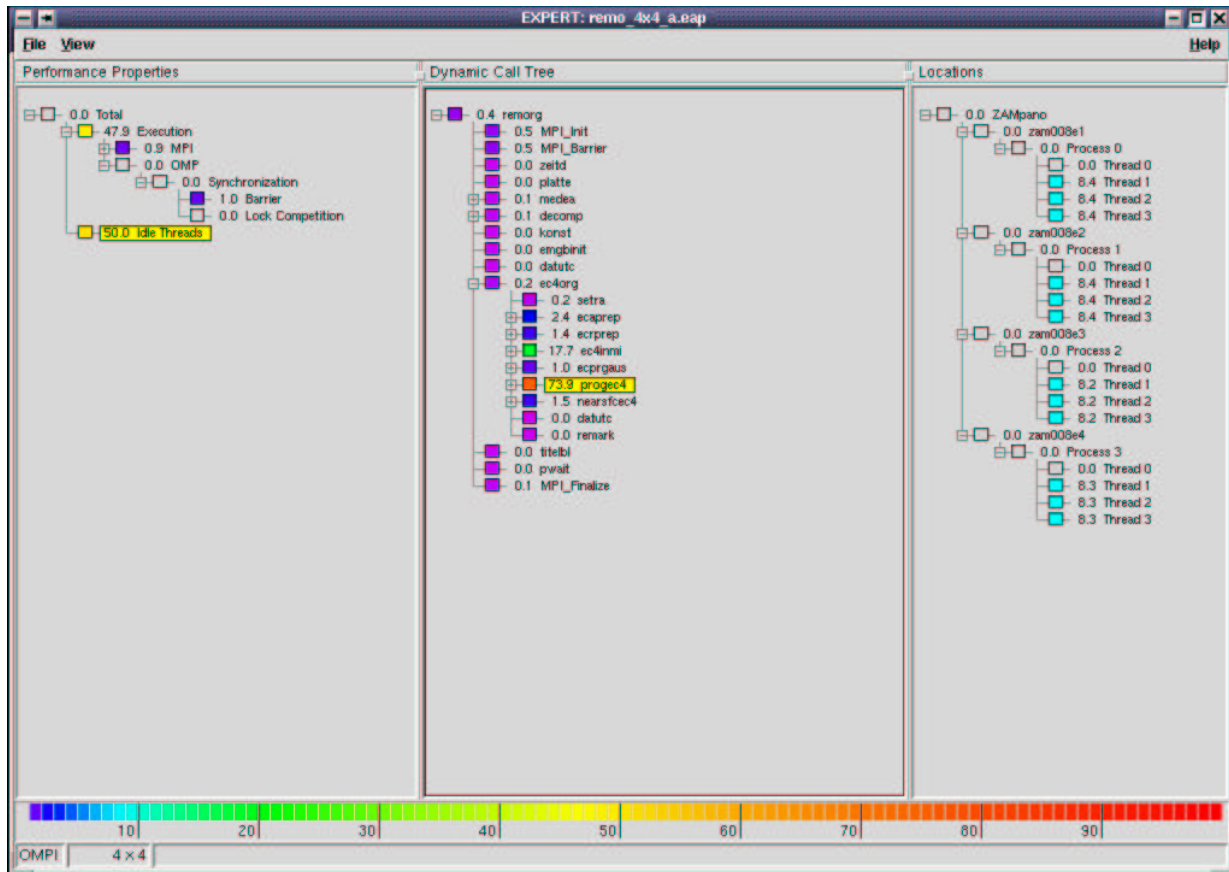 EXPERT: remo_4x4_a.eap
File View Help
Performance Properties
0.0 Total
47.9 Execution
0.9 MPI
0.0 OMP
0.0 Synchronization
1.0 Barrier
0.0 Lock Competition
50.0 Idle Threads
Dynamic Call Tree
0.4 remorg
0.5 MPI_Init
0.5 MPI_Barrier
0.0 zeitd
0.0 platte
0.1 medea
0.1 decomp
0.0 konst
0.0 emgbinit
0.0 datutc
0.2 ec4org
0.2 setra
2.4 ecaprep
1.4 ecrprep
17.7 ec4inmi
1.0 ecprgaus
73.9 progec4
1.5 nearsfcec4
0.0 datutc
0.0 remark
0.0 titelbl
0.0 pwait
0.1 MPI_Finalize
Locations
0.0 ZAMpano
0.0 zam008e1
0.0 Process 0
0.0 Thread 0
8.4 Thread 1
8.4 Thread 2
8.4 Thread 3
0.0 zam008e2
0.0 Process 1
0.0 Thread 0
8.4 Thread 1
8.4 Thread 2
8.4 Thread 3
0.0 zam008e3
0.0 Process 2
0.0 Thread 0
8.2 Thread 1
8.2 Thread 2
8.2 Thread 3
0.0 zam008e4
0.0 Process 3
0.0 Thread 0
8.3 Thread 1
8.3 Thread 2
8.3 Thread 3
10 20 30 40 50 60 70 80 90
OMPI 4 × 4